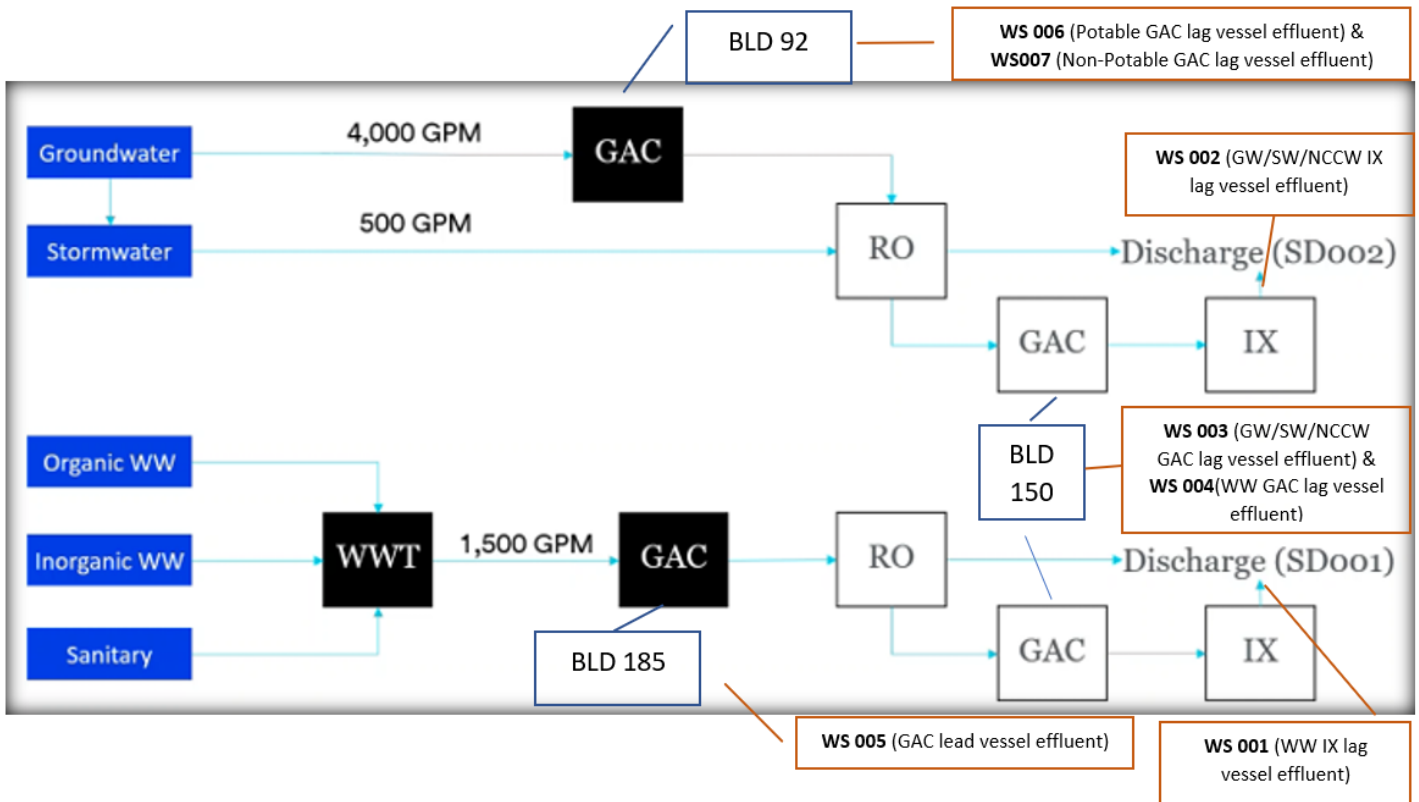 BLD 92
WS 006 (Potable GAC lag vessel effluent) &
WS007 (Non-Potable GAC lag vessel effluent)
Groundwater
4,000 GPM
GAC
WS 002 (GW/SW/NCCW IX
lag vessel effluent)
Stormwater
500 GPM
RO
Discharge (SD002)
GAC
IX
BLD
150
WS 003 (GW/SW/NCCW
GAC lag vessel effluent) &
WS 004(WW GAC lag vessel
effluent)
Organic WW
Inorganic WW
WWT
1,500 GPM
GAC
RO
Discharge (SD001)
Sanitary
BLD 185
GAC
IX
WS 005 (GAC lead vessel effluent)
WS 001 (WW IX lag
vessel effluent)